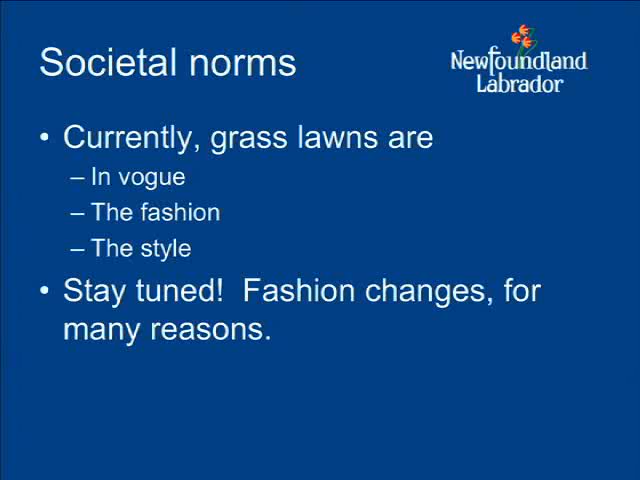 Societal norms
Newfoundland
Labrador
• Currently, grass lawns are
– In vogue
– The fashion
– The style
• Stay tuned!  Fashion changes, for
many reasons.